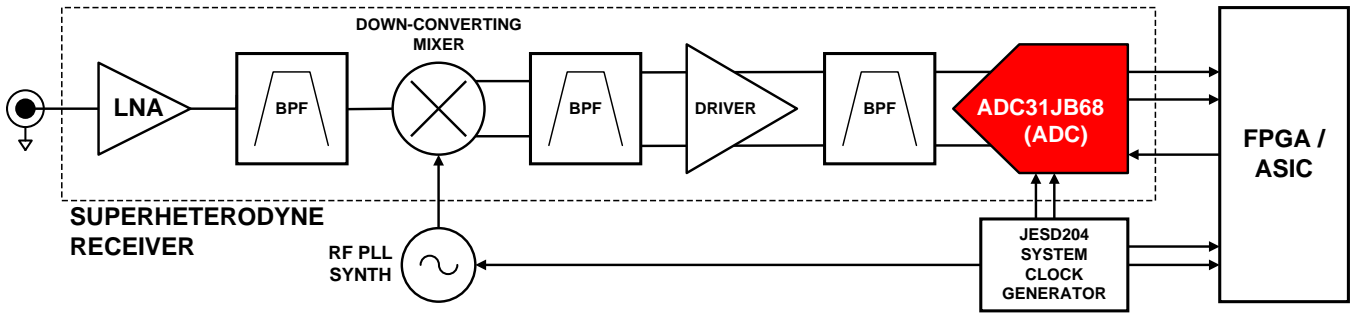 DOWN-CONVERTING
MIXER
LNA
BPF
BPF
DRIVER
BPF
ADC31JB68
(ADC)
FPGA /
ASIC
SUPERHETERODYNE
RECEIVER
RF PLL
SYNTH
JESD204
SYSTEM
CLOCK
GENERATOR